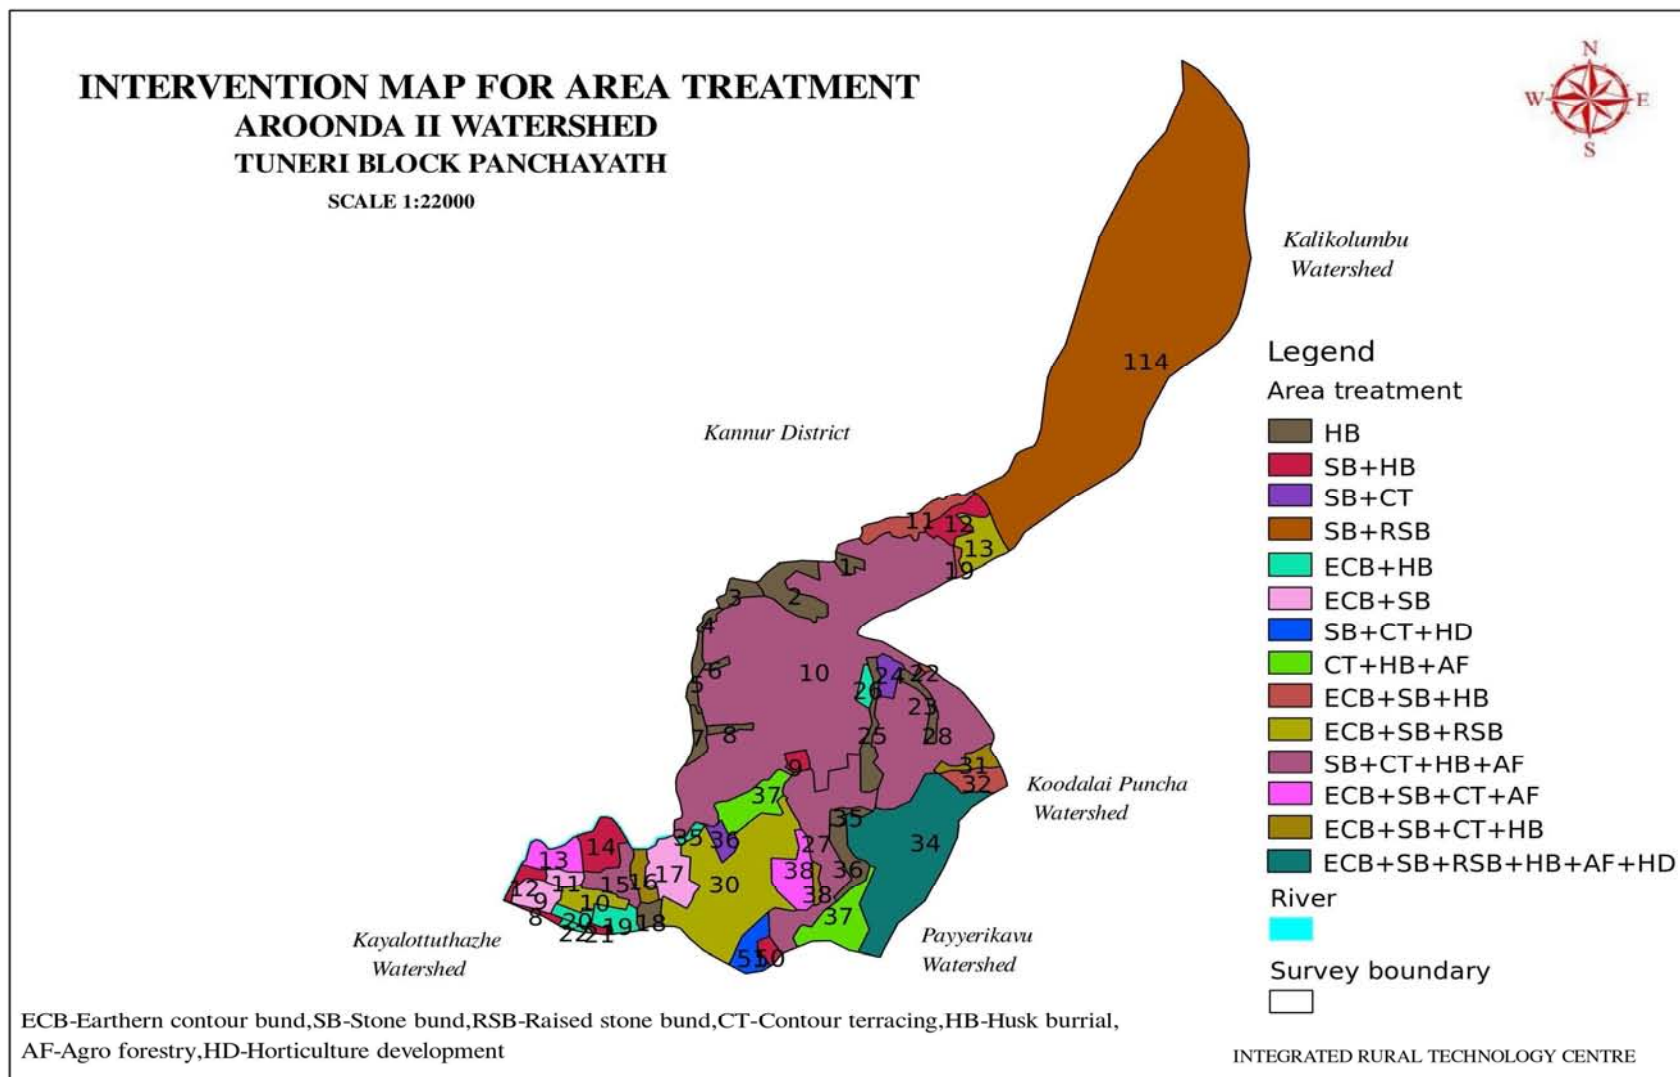 INTERVENTION MAP FOR AREA TREATMENT
AROONDA II WATERSHED
TUNERI BLOCK PANCHAYATH
SCALE 1:22000
N
W
E
S
Kalikolumbu
Watershed
114
Kannur District
Legend
Area treatment
HB
SB+HB
SB+CT
SB+RSB
ECB+HB
ECB+SB
SB+CT+HD
CT+HB+AF
ECB+SB+HB
ECB+SB+RSB
SB+CT+HB+AF
ECB+SB+CT+AF
ECB+SB+CT+HB
ECB+SB+RSB+HB+AF+HD
River
Survey boundary
11
12
13
19
1
2
3
4
6
5
10
26
24
22
23
7
8
25
28
9
31
32
37
Koodalai Puncha
Watershed
35
35
36
27
34
13
14
17
38
36
12
11
15
16
30
38
9
10
8
20
19
18
37
22
21
51
50
Kayalottuthazhe
Watershed
Payyerikavu
Watershed
ECB-Earthern contour bund,SB-Stone bund,RSB-Raised stone bund,CT-Contour terracing,HB-Husk burrial,
AF-Agro forestry,HD-Horticulture development
INTEGRATED RURAL TECHNOLOGY CENTRE